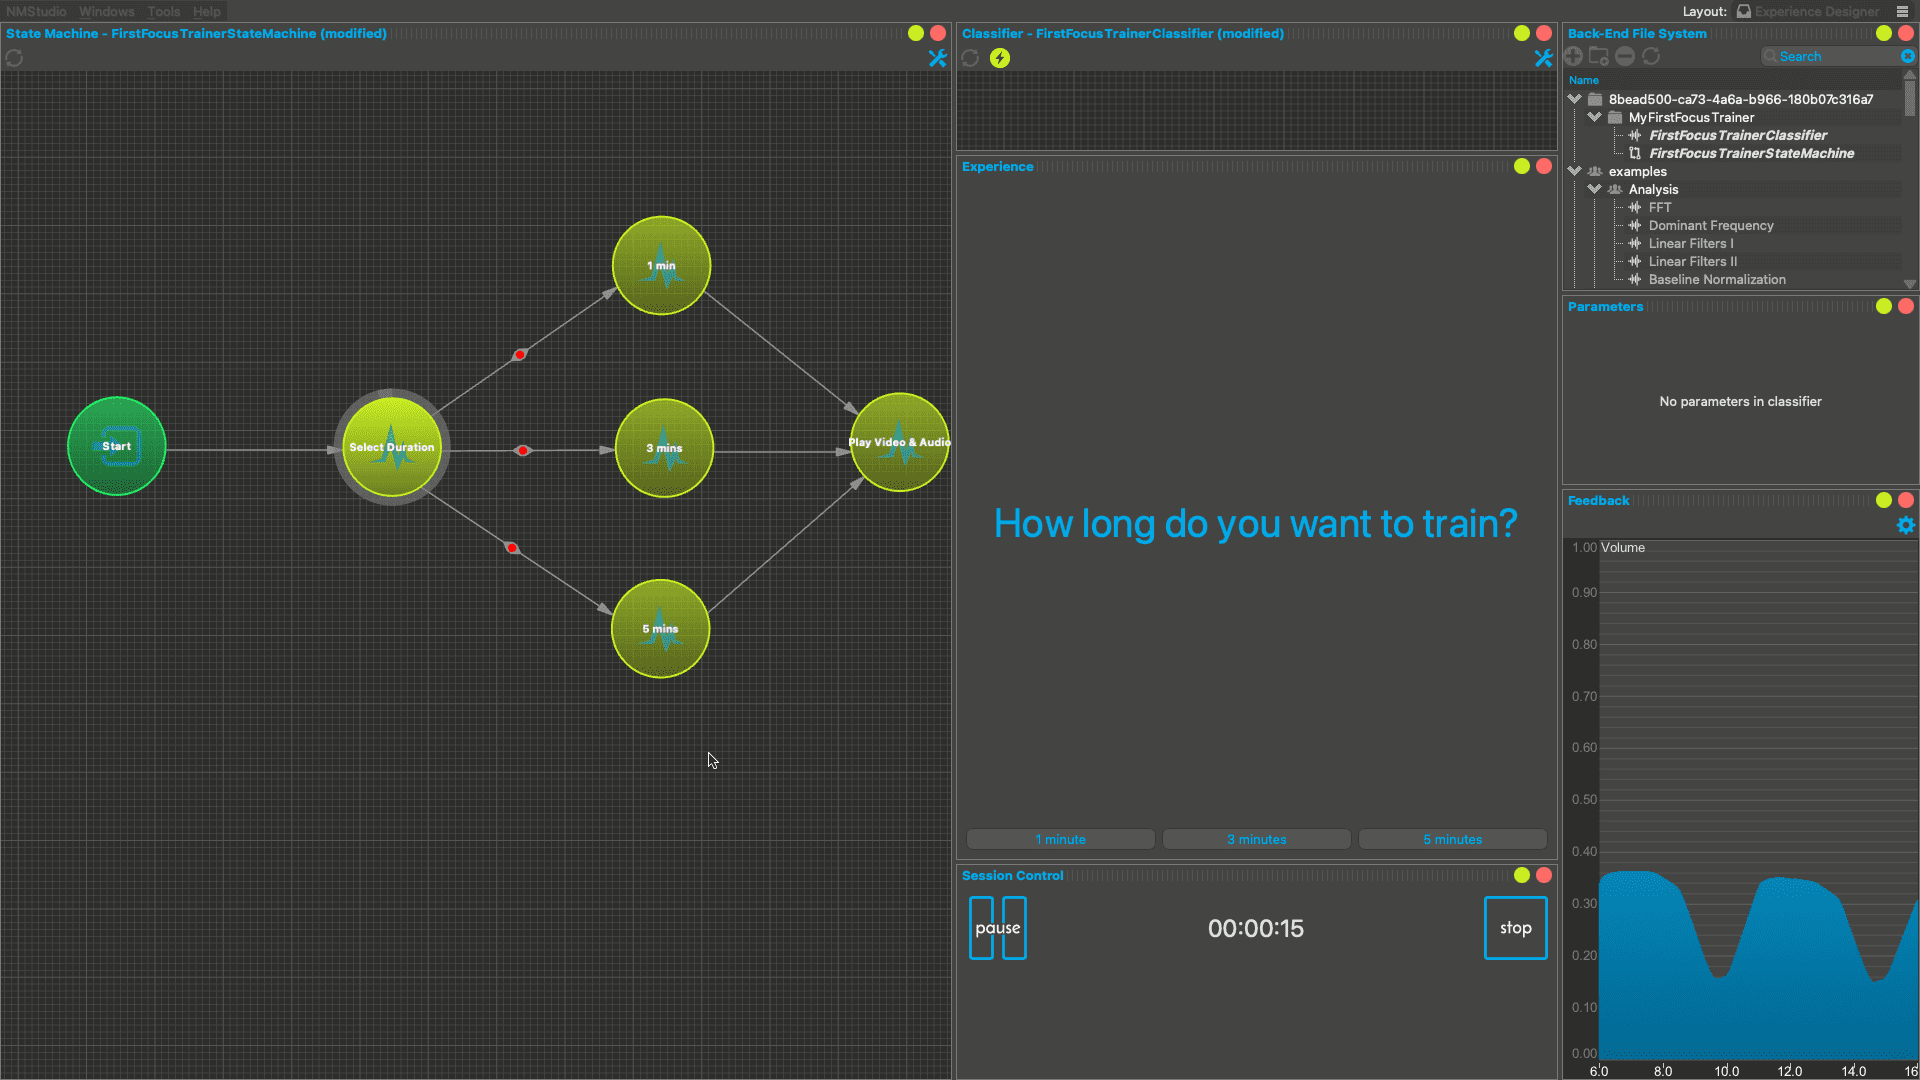 NMStudio Windows Tools Help
Layout: Experience Designer
State Machine - FirstFocusTrainerStateMachine (modified)
Start
Select Duration
1 min
3 mins
5 mins
Play Video & Audio
Classifier - FirstFocusTrainerClassifier (modified)
Experience
How long do you want to train?
1 minute 3 minutes 5 minutes
Session Control
pause
00:00:15
stop
Back-End File System
Search
Name
8bead500-ca73-4a6a-b966-180b07c316a7
MyFirstFocusTrainer
FirstFocusTrainerClassifier
FirstFocusTrainerStateMachine
examples
Analysis
FFT
Dominant Frequency
Linear Filters I
Linear Filters II
Baseline Normalization
Parameters
No parameters in classifier
Feedback
1.00 Volume
0.90
0.80
0.70
0.60
0.50
0.40
0.30
0.20
0.10
0.00
6.0 8.0 10.0 12.0 14.0 16